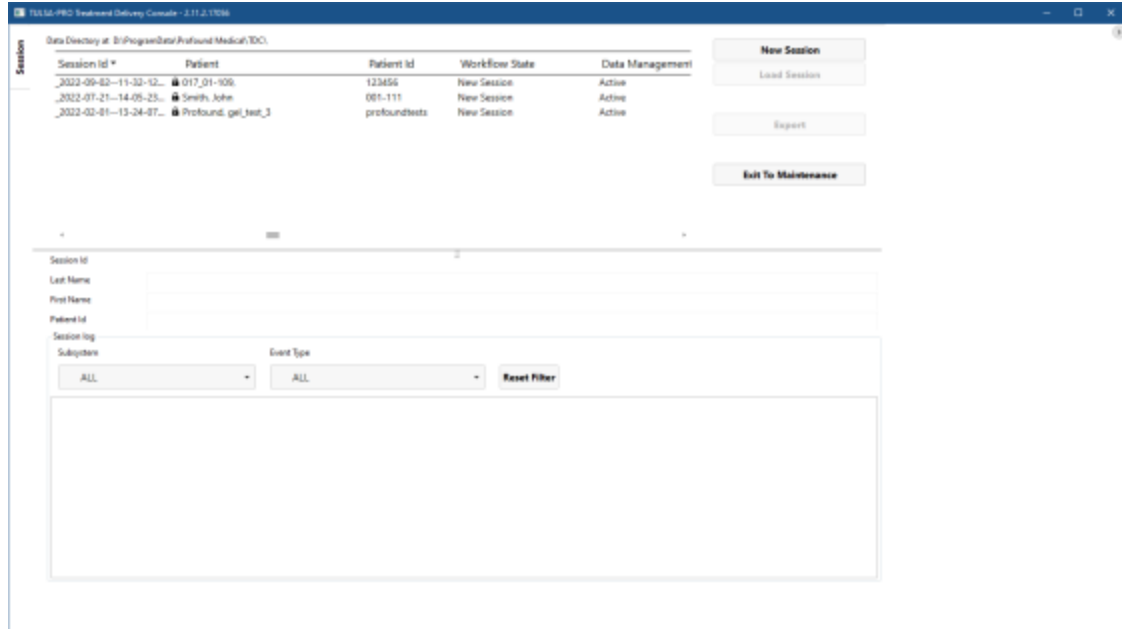 TULSA-PRO Treatment Delivery Console - 2.11.2.17056
Session
Data Directory at D:\ProgramData\Profound Medical\TDC\
Session Id Patient Patient Id Workflow State Data Management
_2022-09-02--11-32-12... 017_01-109, 123456 New Session Active
_2022-07-21--14-05-23... Smith, John 001-111 New Session Active
_2022-02-01--13-24-07... Profound, gel_test_3 profoundtests New Session Active
New Session
Load Session
Export
Exit To Maintenance
Session Id
Last Name
First Name
Patient Id
Session log
Subsystem Event Type
ALL ALL Reset Filter